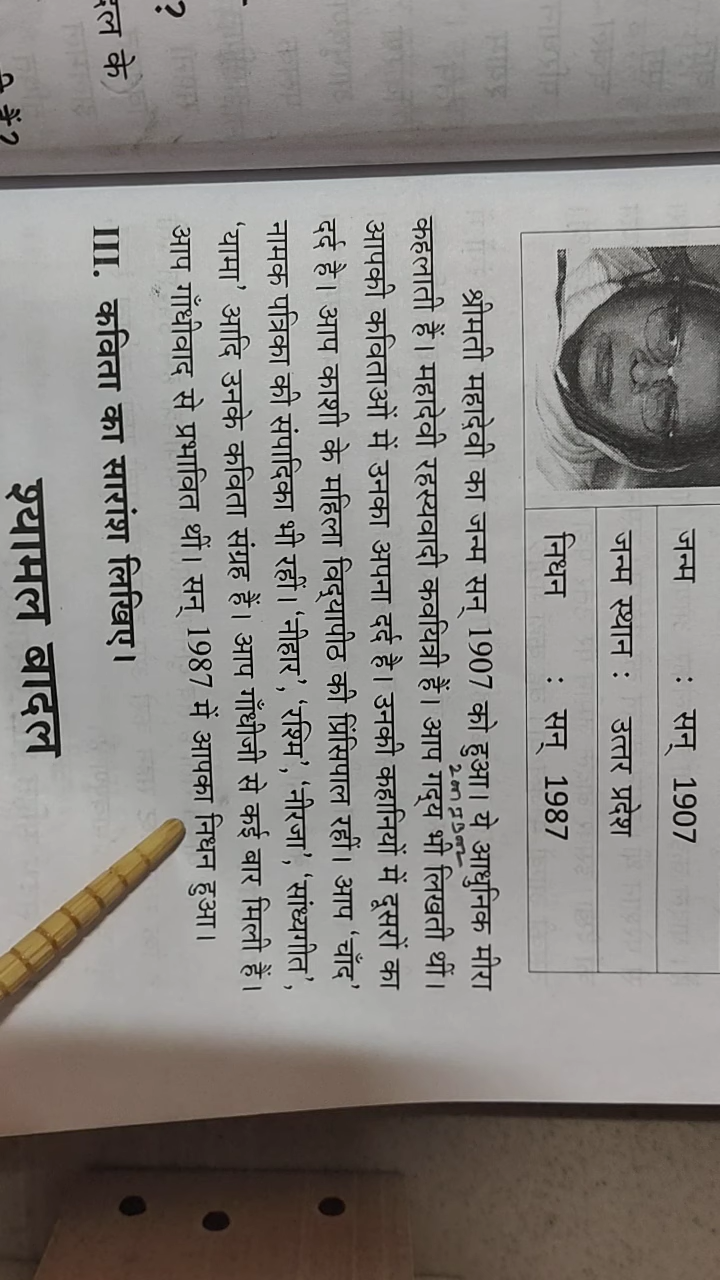 ?
के
हैं?
जन्म : सन् 1907
जन्म स्थान : उत्तर प्रदेश
निधन : सन् 1987
श्रीमती महादेवी का जन्म सन् 1907 को हुआ। ये आधुनिक मीरा
कहलाती हैं। महादेवी रहस्यवादी कवयित्री हैं। आप गद्य भी लिखती थीं।
आपकी कविताओं में उनका अपना दर्द है। उनकी कहानियों में दूसरों का
दर्द है। आप काशी के महिला विद्यापीठ की प्रिंसिपल रहीं। आप 'चाँद'
नामक पत्रिका की संपादिका भी रहीं। 'नीहार', 'रश्मि', 'नीरजा', 'सांध्यगीत',
'यामा' आदि उनके कविता संग्रह हैं। आप गाँधीजी से कई बार मिली हैं।
आप गाँधीवाद से प्रभावित थीं। सन् 1987 में आपका निधन हुआ।
III. कविता का सारांश लिखिए।
श्यामल बादल